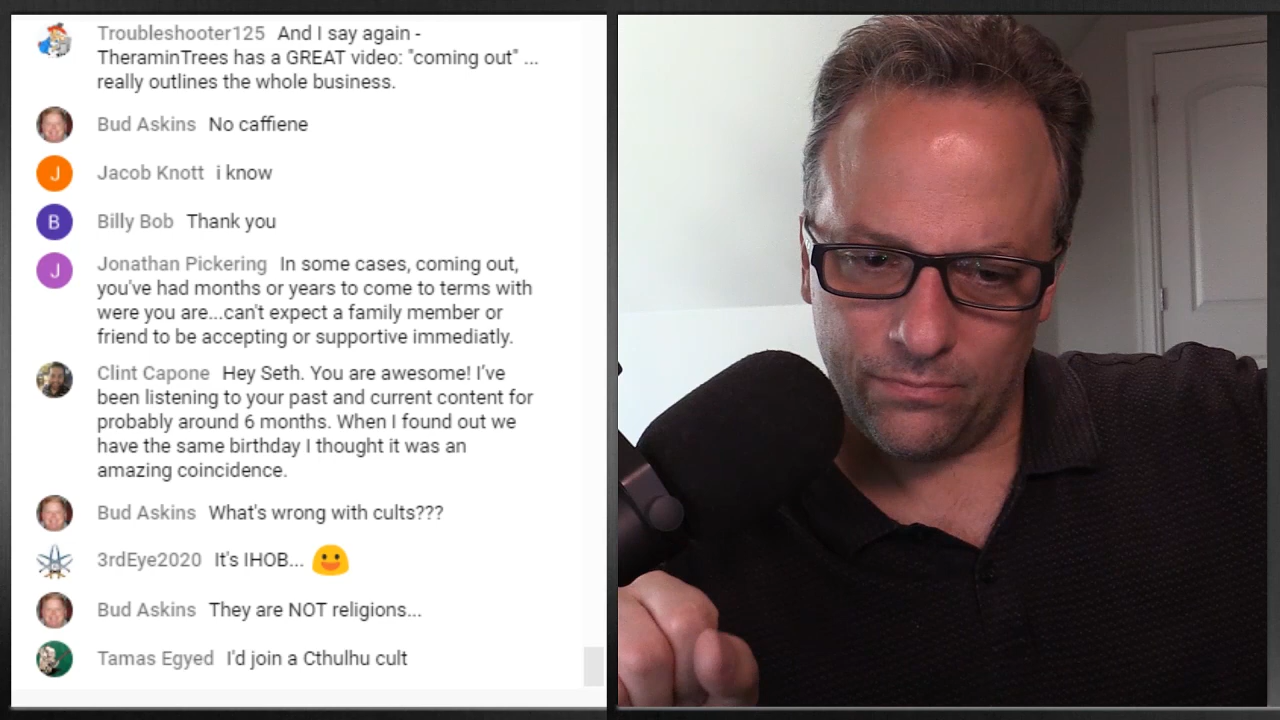 Troubleshooter125 And I say again -
TheraminTrees has a GREAT video: "coming out" ...
really outlines the whole business.
Bud Askins No caffiene
J Jacob Knott i know
B Billy Bob Thank you
J Jonathan Pickering In some cases, coming out,
you've had months or years to come to terms with
were you are...can't expect a family member or
friend to be accepting or supportive immediatly.
Clint Capone Hey Seth. You are awesome! I've
been listening to your past and current content for
probably around 6 months. When I found out we
have the same birthday I thought it was an
amazing coincidence.
Bud Askins What's wrong with cults???
3rdEye2020 It's IHOB...
Bud Askins They are NOT religions...
Tamas Egyed I'd join a Cthulhu cult